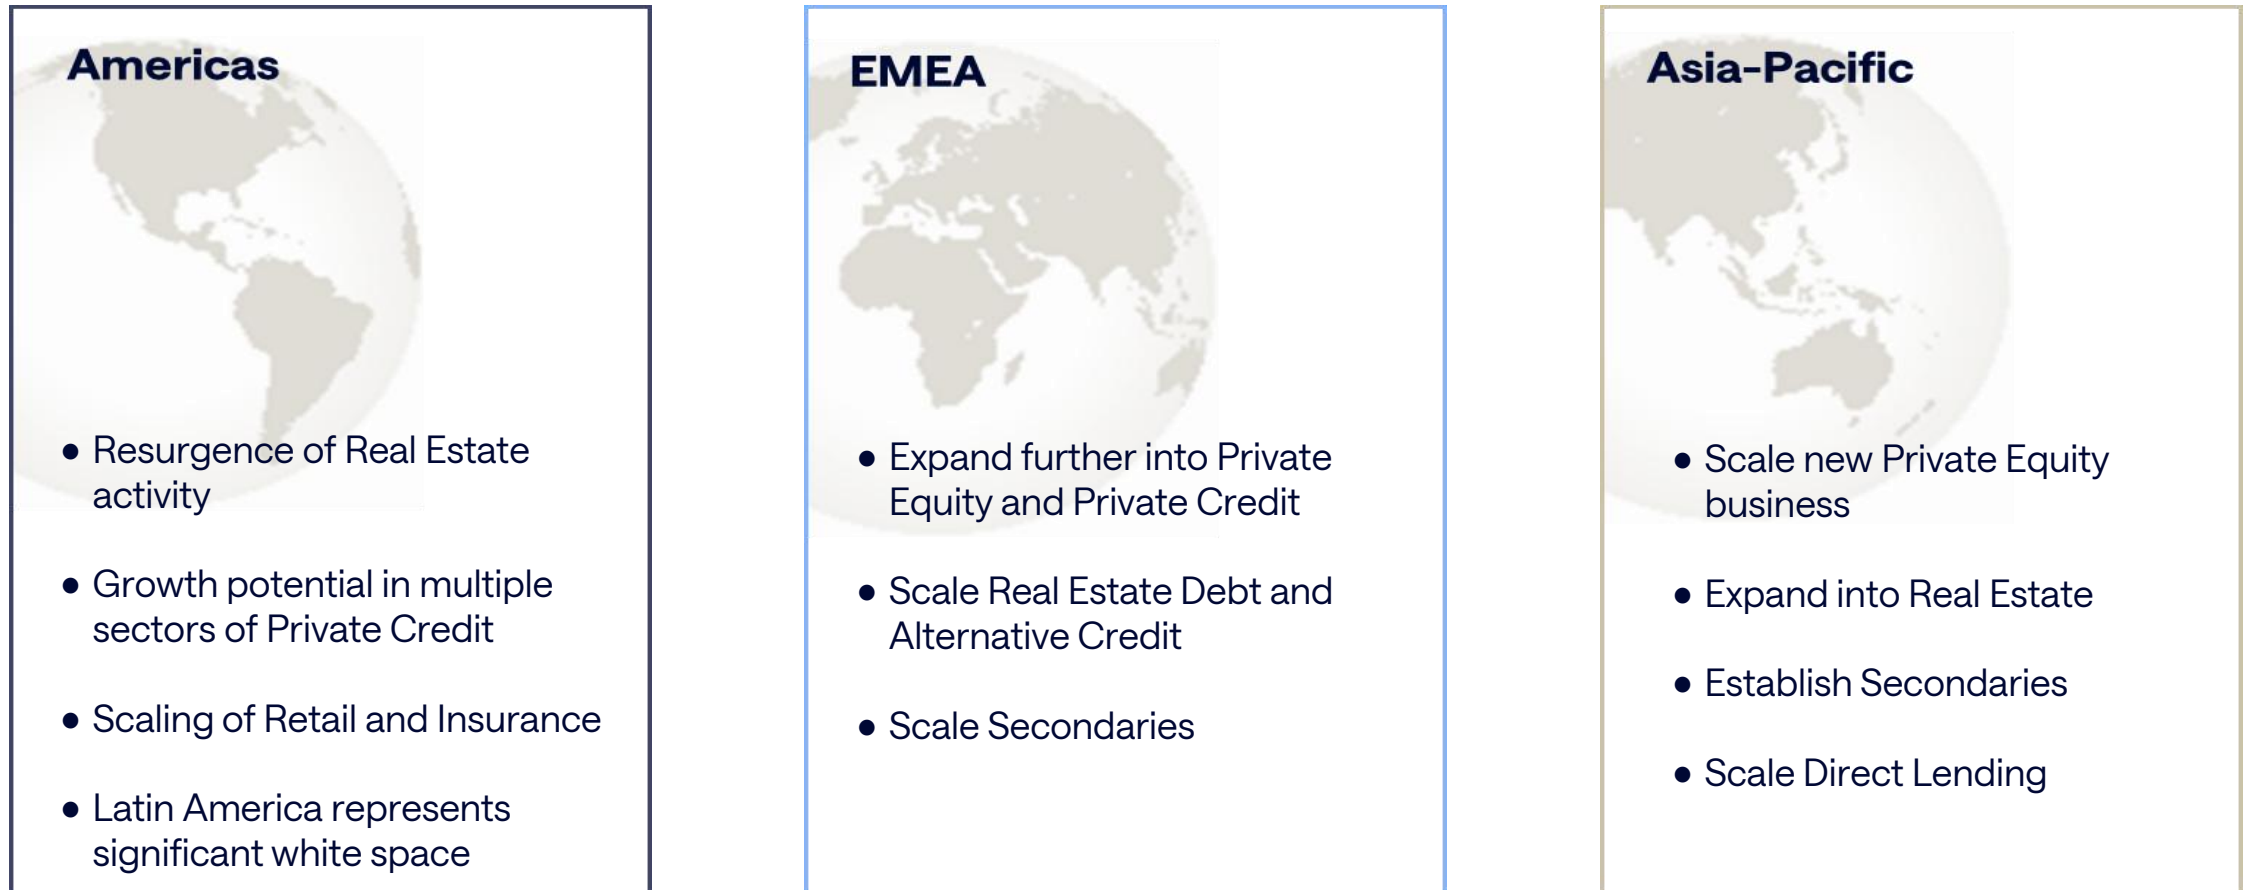 Americas
● Resurgence of Real Estate
activity
● Growth potential in multiple
sectors of Private Credit
● Scaling of Retail and Insurance
● Latin America represents
significant white space
EMEA
● Expand further into Private
Equity and Private Credit
● Scale Real Estate Debt and
Alternative Credit
● Scale Secondaries
Asia-Pacific
● Scale new Private Equity
business
● Expand into Real Estate
● Establish Secondaries
● Scale Direct Lending